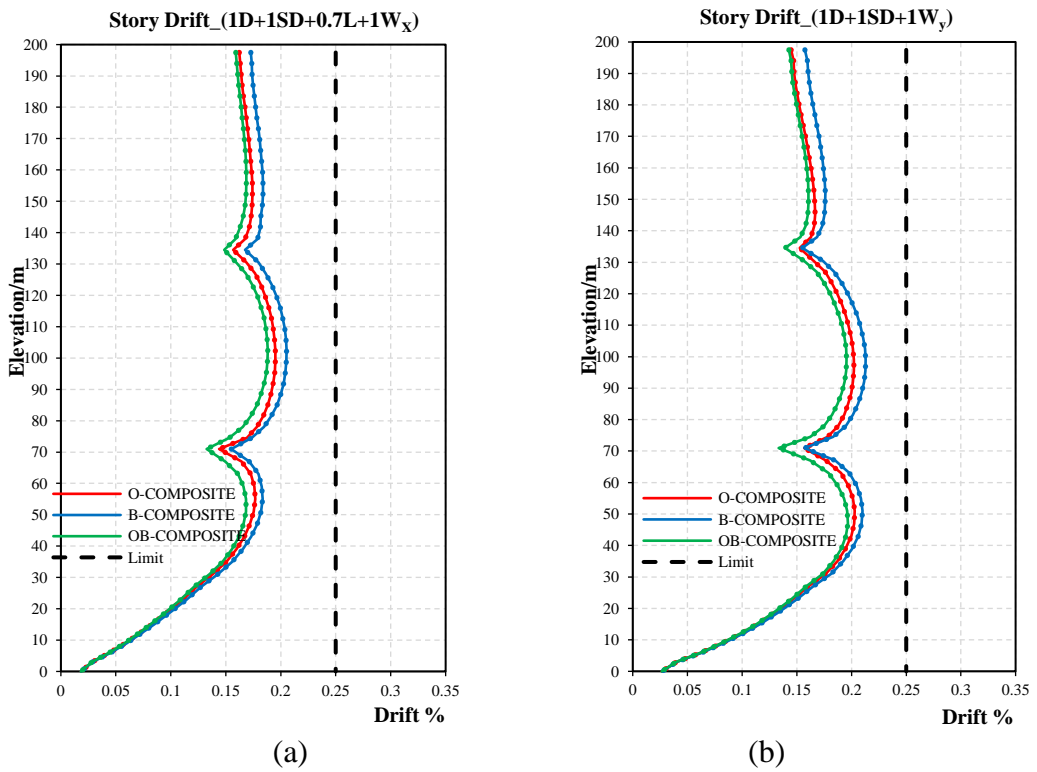 Story Drift_(1D+1SD+0.7L+1WX)
200
190
180
170
160
150
140
130
120
110
100
90
80
70
60
50
40
30
20
10
0
Elevation/m
O-COMPOSITE
B-COMPOSITE
OB-COMPOSITE
Limit
0 0.05 0.1 0.15 0.2 0.25 0.3 0.35
Drift %
(a)
Story Drift_(1D+1SD+1Wy)
200
190
180
170
160
150
140
130
120
110
100
90
80
70
60
50
40
30
20
10
0
Elevation/m
O-COMPOSITE
B-COMPOSITE
OB-COMPOSITE
Limit
0 0.05 0.1 0.15 0.2 0.25 0.3 0.35
Drift %
(b)